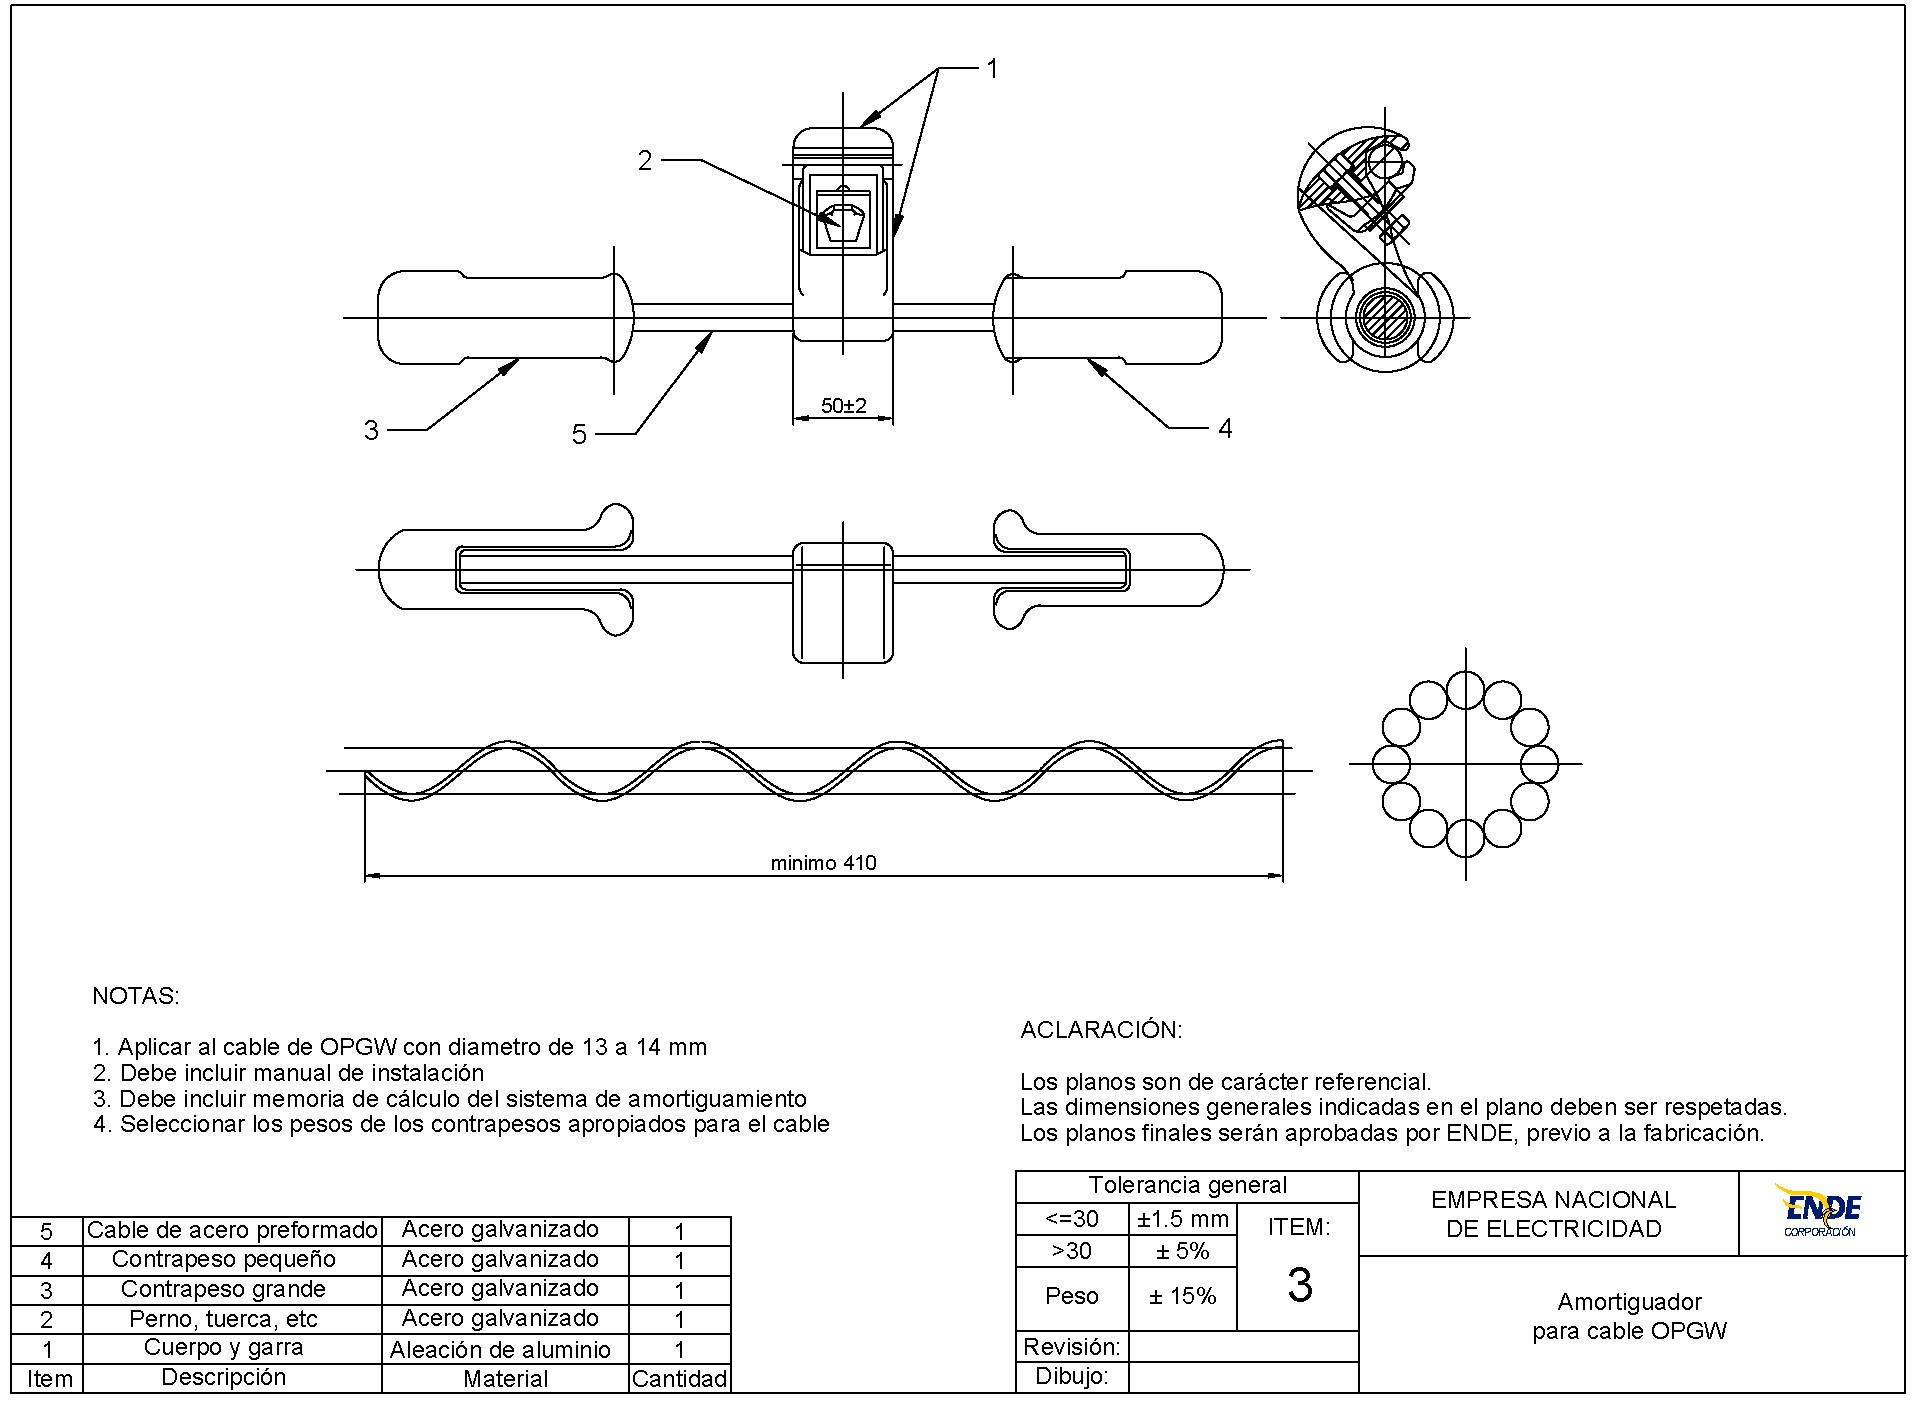 1
2
50±2
3
5
4
minimo 410
NOTAS:
1. Aplicar al cable de OPGW con diametro de 13 a 14 mm
2. Debe incluir manual de instalación
3. Debe incluir memoria de cálculo del sistema de amortiguamiento
4. Seleccionar los pesos de los contrapesos apropiados para el cable
ACLARACIÓN:
Los planos son de carácter referencial.
Las dimensiones generales indicadas en el plano deben ser respetadas.
Los planos finales serán aprobadas por ENDE, previo a la fabricación.
5 Cable de acero preformado Acero galvanizado 1
4 Contrapeso pequeño Acero galvanizado 1
3 Contrapeso grande Acero galvanizado 1
2 Perno, tuerca, etc Acero galvanizado 1
1 Cuerpo y garra Aleación de aluminio 1
Item Descripción Material Cantidad
Tolerancia general
<=30 ±1.5 mm
>30 ± 5%
Peso ± 15%
ITEM:
3
Revisión:
Dibujo:
EMPRESA NACIONAL
DE ELECTRICIDAD
ENDE
CORPORACIÓN
Amortiguador
para cable OPGW